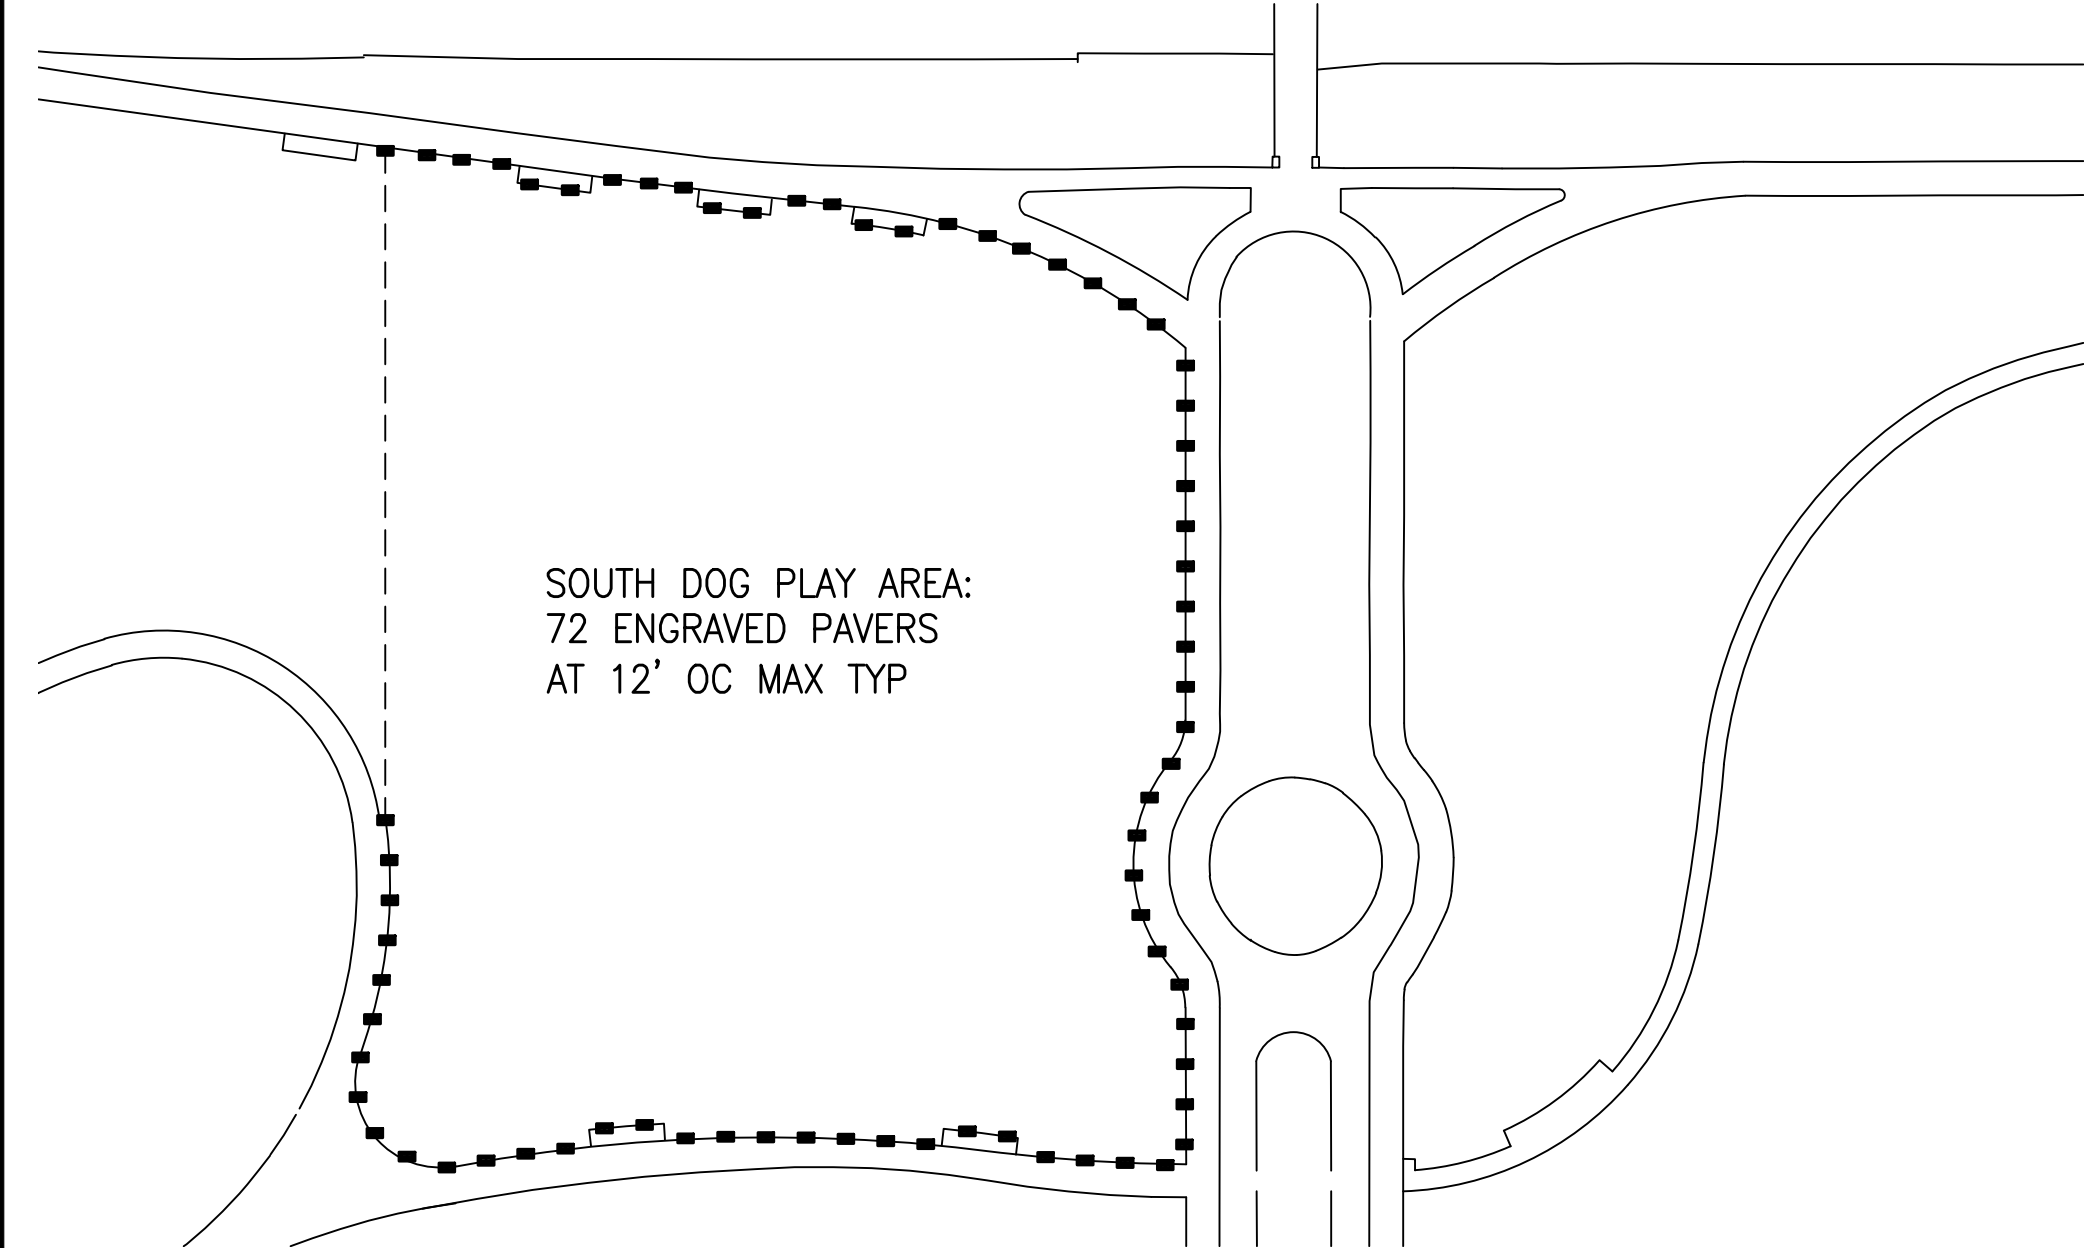 SOUTH DOG PLAY AREA:
72 ENGRAVED PAVERS
AT 12' OC MAX TYP